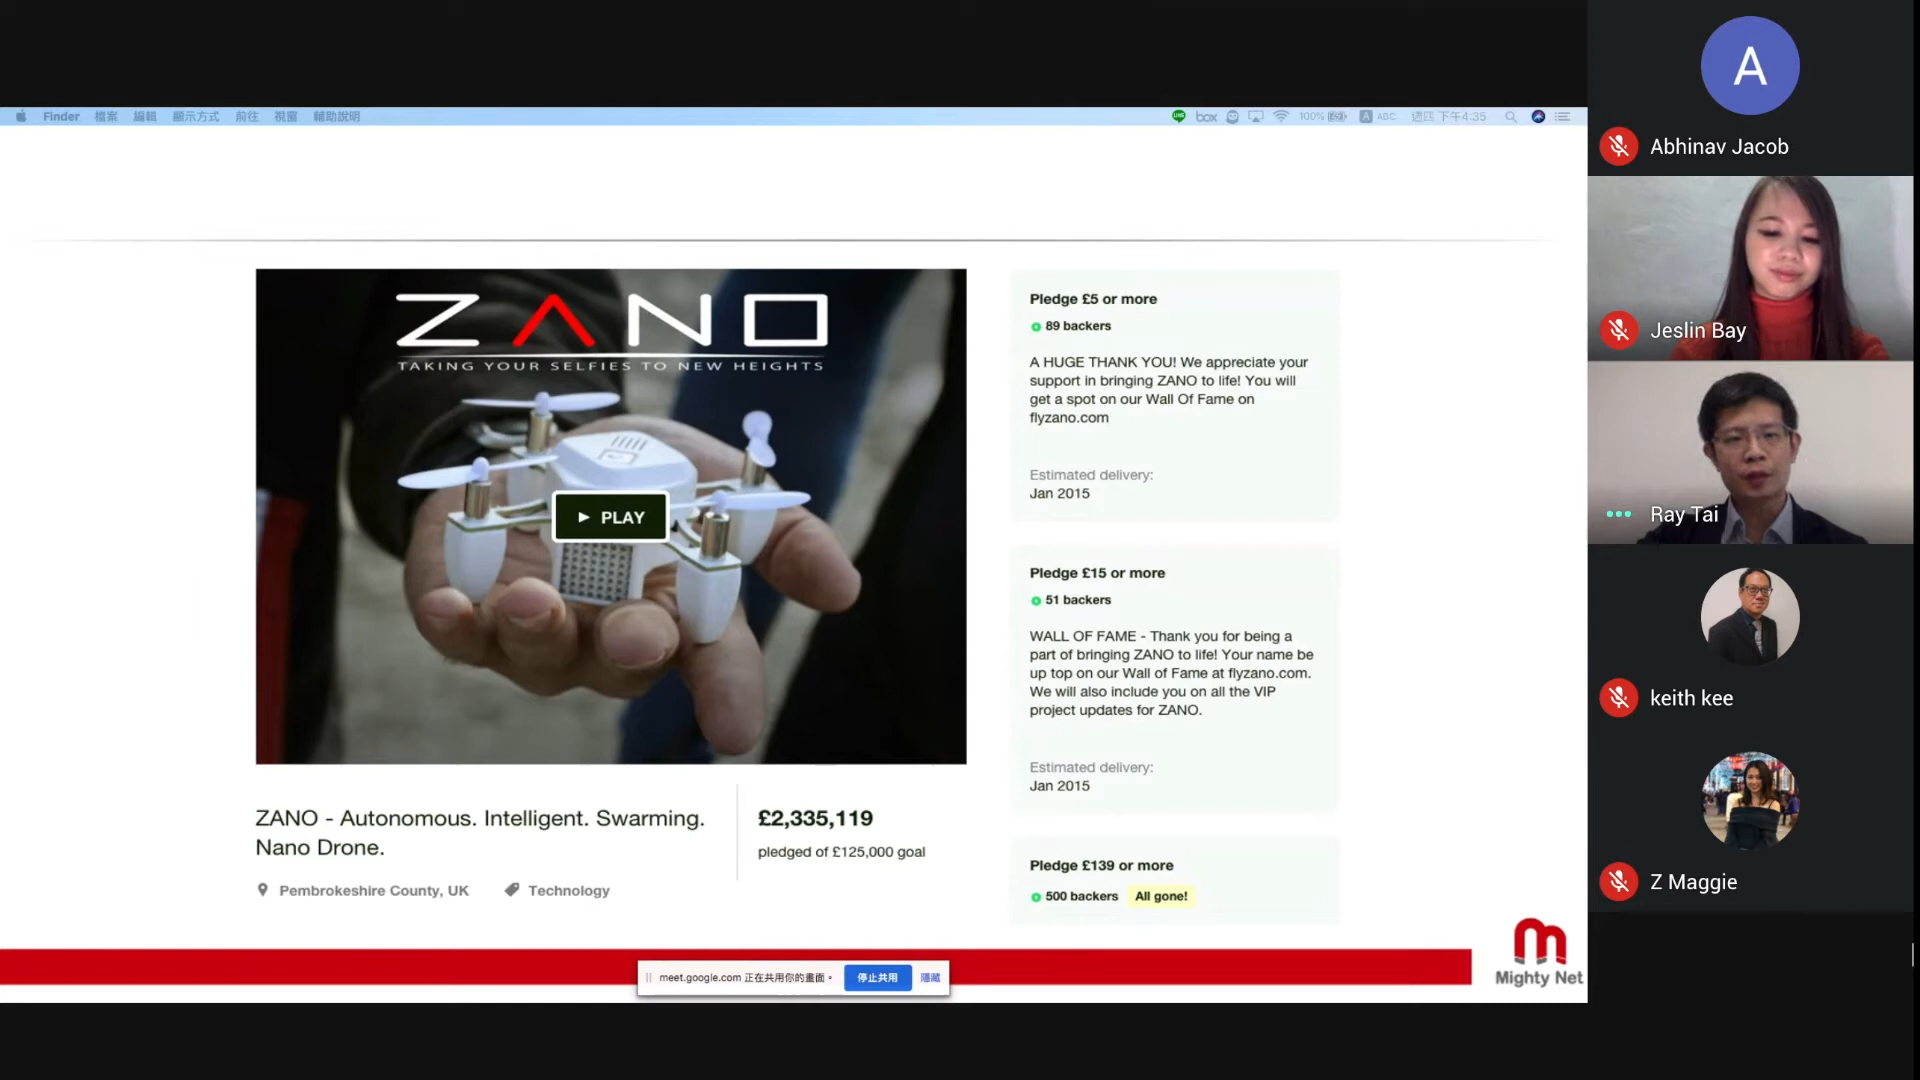 Finder 檔案 編輯 顯示方式 前往 視窗 輔助說明
box 100% A ABC 週四 下午4:35
ZANO
TAKING YOUR SELFIES TO NEW HEIGHTS
PLAY
ZANO - Autonomous. Intelligent. Swarming.
Nano Drone.
Pembrokeshire County, UK Technology
£2,335,119
pledged of £125,000 goal
Pledge £5 or more
89 backers
A HUGE THANK YOU! We appreciate your
support in bringing ZANO to life! You will
get a spot on our Wall Of Fame on
flyzano.com
Estimated delivery:
Jan 2015
Pledge £15 or more
51 backers
WALL OF FAME - Thank you for being a
part of bringing ZANO to life! Your name be
up top on our Wall of Fame at flyzano.com.
We will also include you on all the VIP
project updates for ZANO.
Estimated delivery:
Jan 2015
Pledge £139 or more
500 backers All gone!
Mighty Net
meet.google.com 正在共用你的畫面。 停止共用 隱藏
A
Abhinav Jacob
Jeslin Bay
Ray Tai
keith kee
Z Maggie